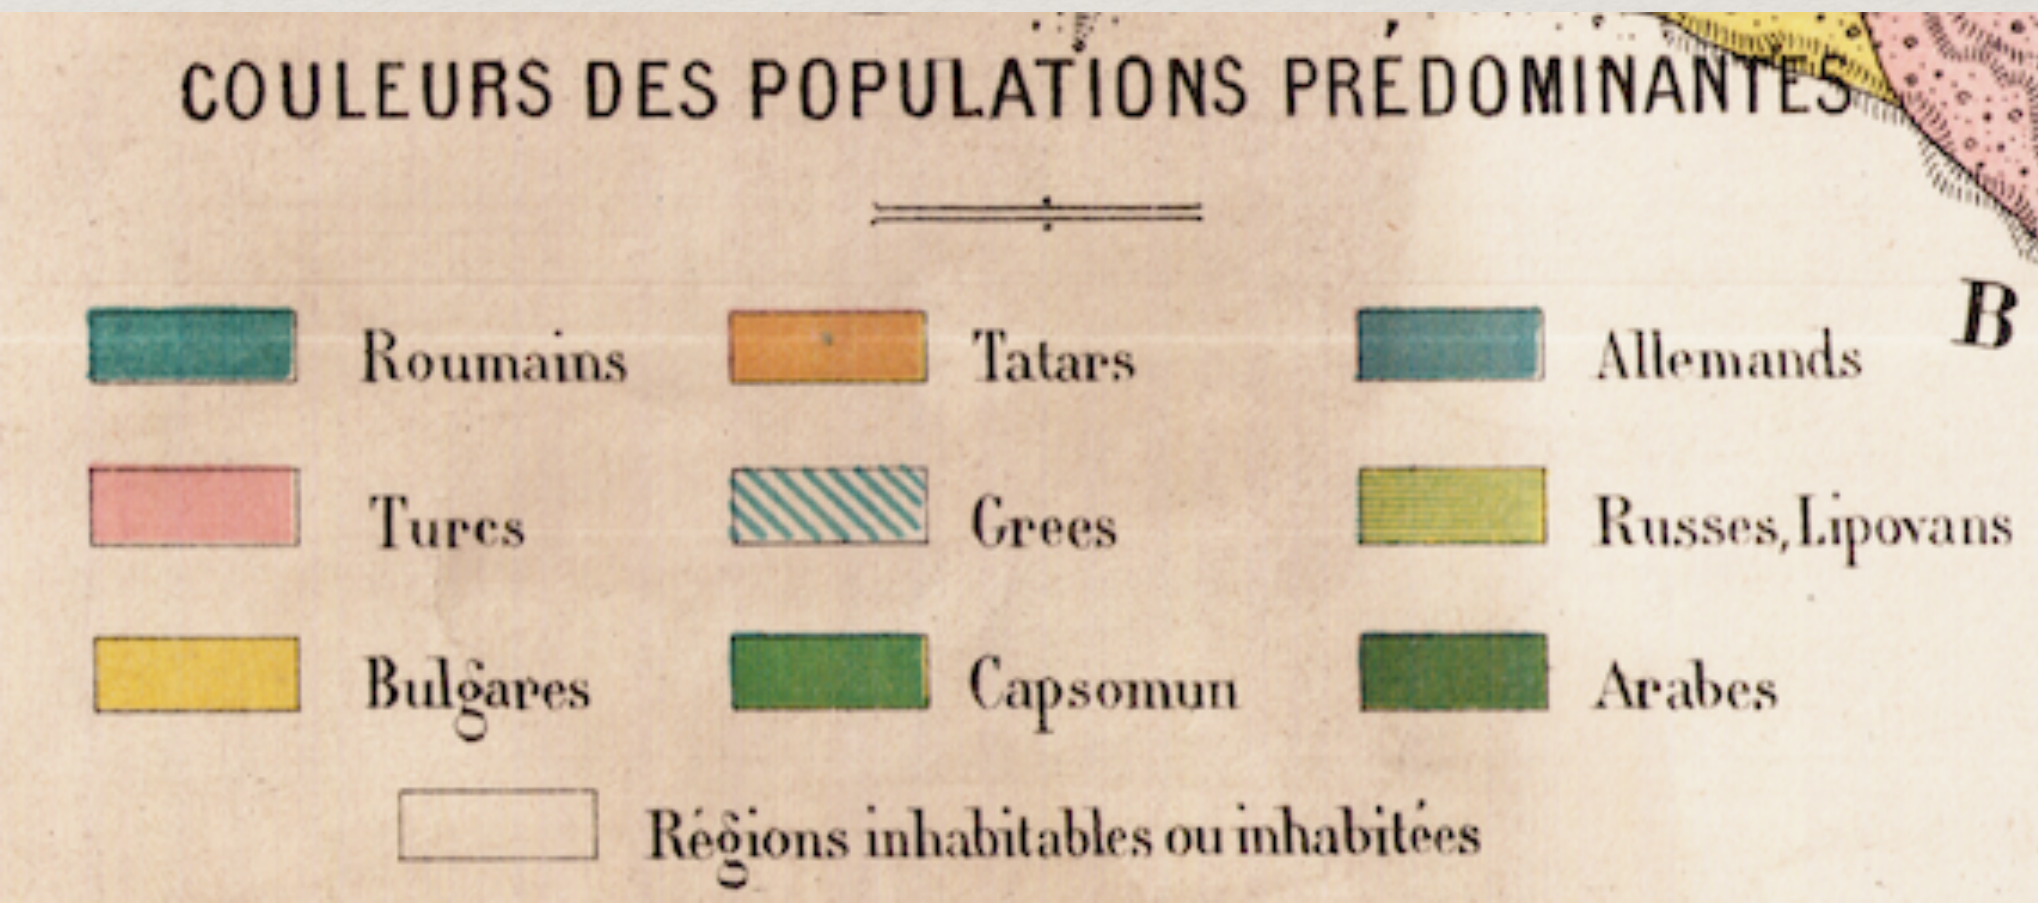 COULEURS DES POPULATIONS PRÉDOMINANTES
Roumains Tatars Allemands
B
Turcs Grecs Russes, Lipovans
Bulgares Capsomun Arabes
Régions inhabitables ou inhabitées